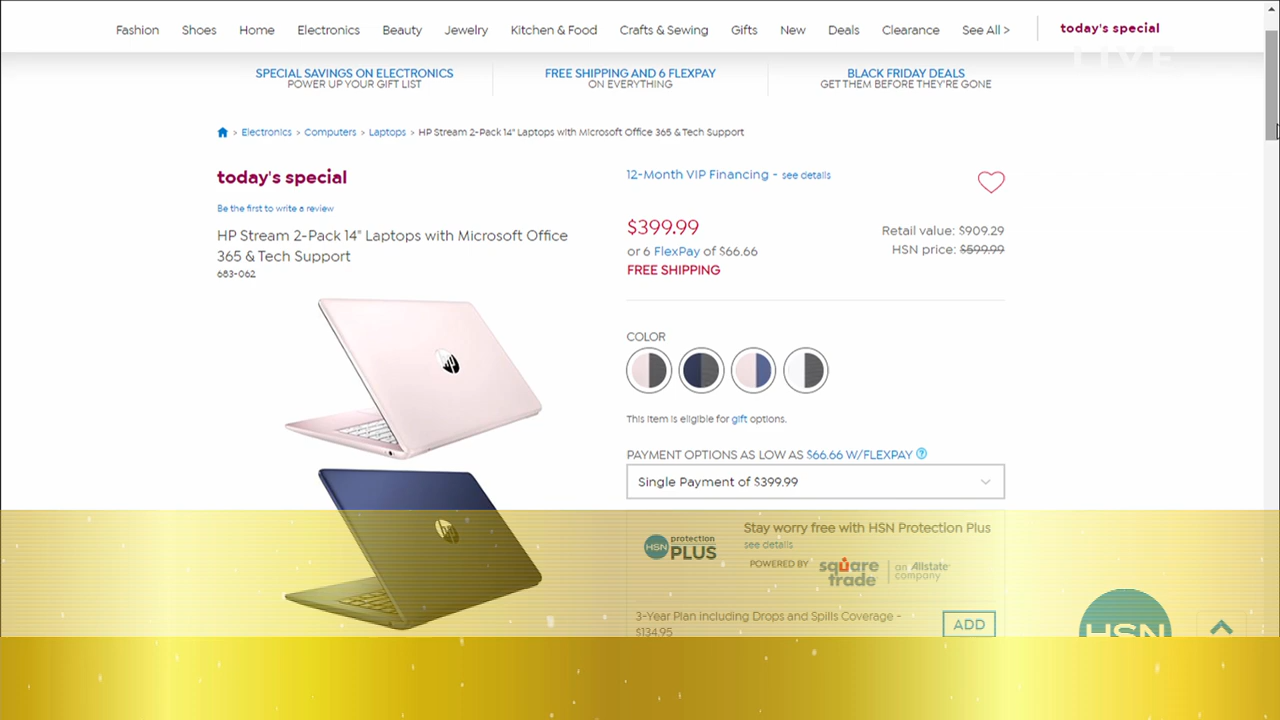 Fashion Shoes Home Electronics Beauty Jewelry Kitchen & Food Crafts & Sewing Gifts New Deals Clearance See All > today's special
LIVE
SPECIAL SAVINGS ON ELECTRONICS FREE SHIPPING AND 6 FLEXPAY BLACK FRIDAY DEALS
POWER UP YOUR GIFT LIST ON EVERYTHING GET THEM BEFORE THEY'RE GONE
> Electronics > Computers > Laptops > HP Stream 2-Pack 14" Laptops with Microsoft Office 365 & Tech Support
today's special
Be the first to write a review
HP Stream 2-Pack 14" Laptops with Microsoft Office
365 & Tech Support
683-062
hp
hp
12-Month VIP Financing - see details
$399.99
or 6 FlexPay of $66.66
FREE SHIPPING
Retail value: $909.29
HSN price: $599.99
COLOR
This item is eligible for gift options.
PAYMENT OPTIONS AS LOW AS $66.66 W/FLEXPAY ?
Single Payment of $399.99
HSN protection PLUS
Stay worry free with HSN Protection Plus
see details
POWERED BY square trade an Allstate company
3-Year Plan including Drops and Spills Coverage -
$134.95
ADD
HSN